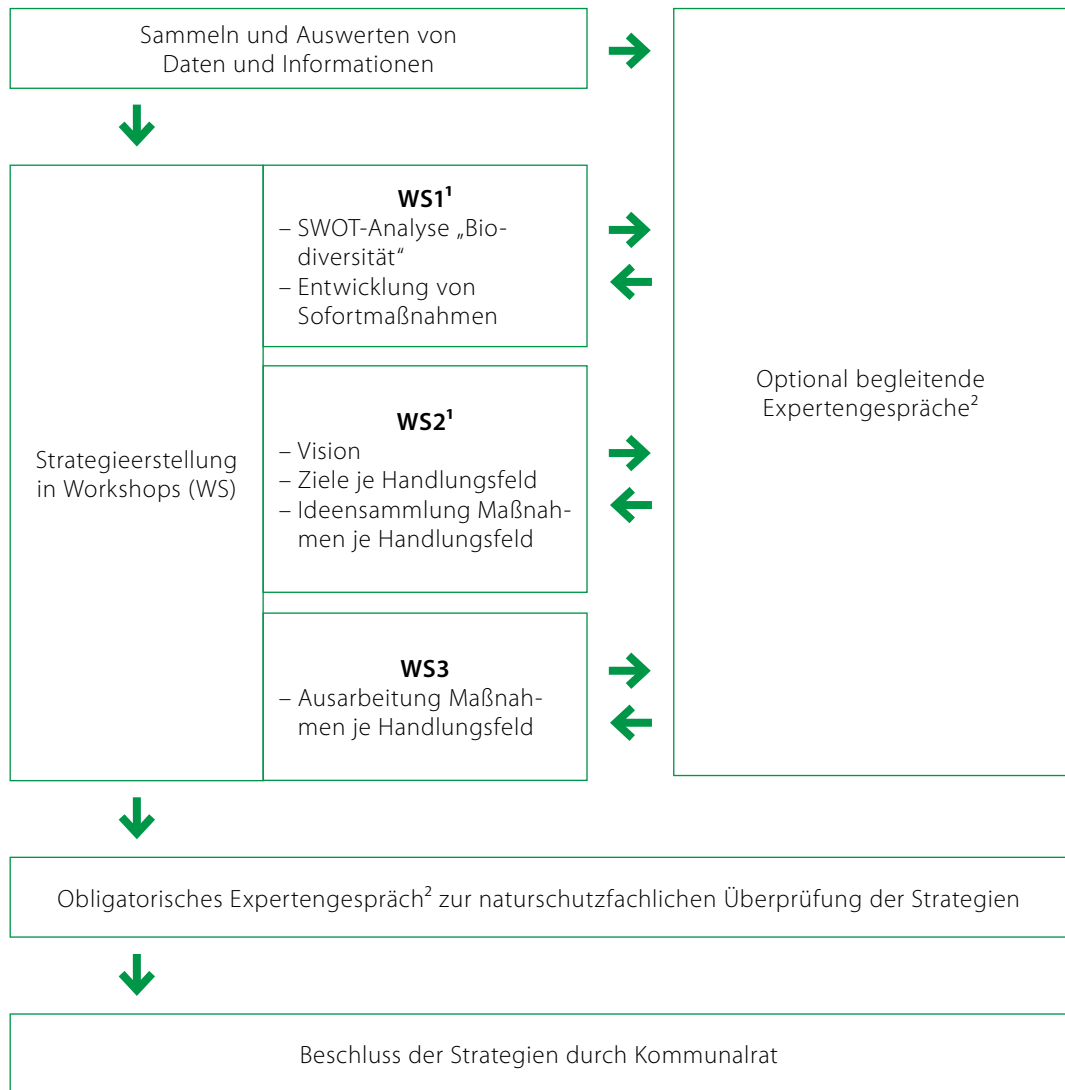 Sammeln und Auswerten von
Daten und Informationen
Strategieerstellung
in Workshops (WS)
WS1¹
– SWOT-Analyse „Bio-
diversität“
– Entwicklung von
Sofortmaßnahmen
WS2¹
– Vision
– Ziele je Handlungsfeld
– Ideensammlung Maßnah-
men je Handlungsfeld
WS3
– Ausarbeitung Maßnah-
men je Handlungsfeld
Optional begleitende
Expertengespräche²
Obligatorisches Expertengespräch² zur naturschutzfachlichen Überprüfung der Strategien
Beschluss der Strategien durch Kommunalrat